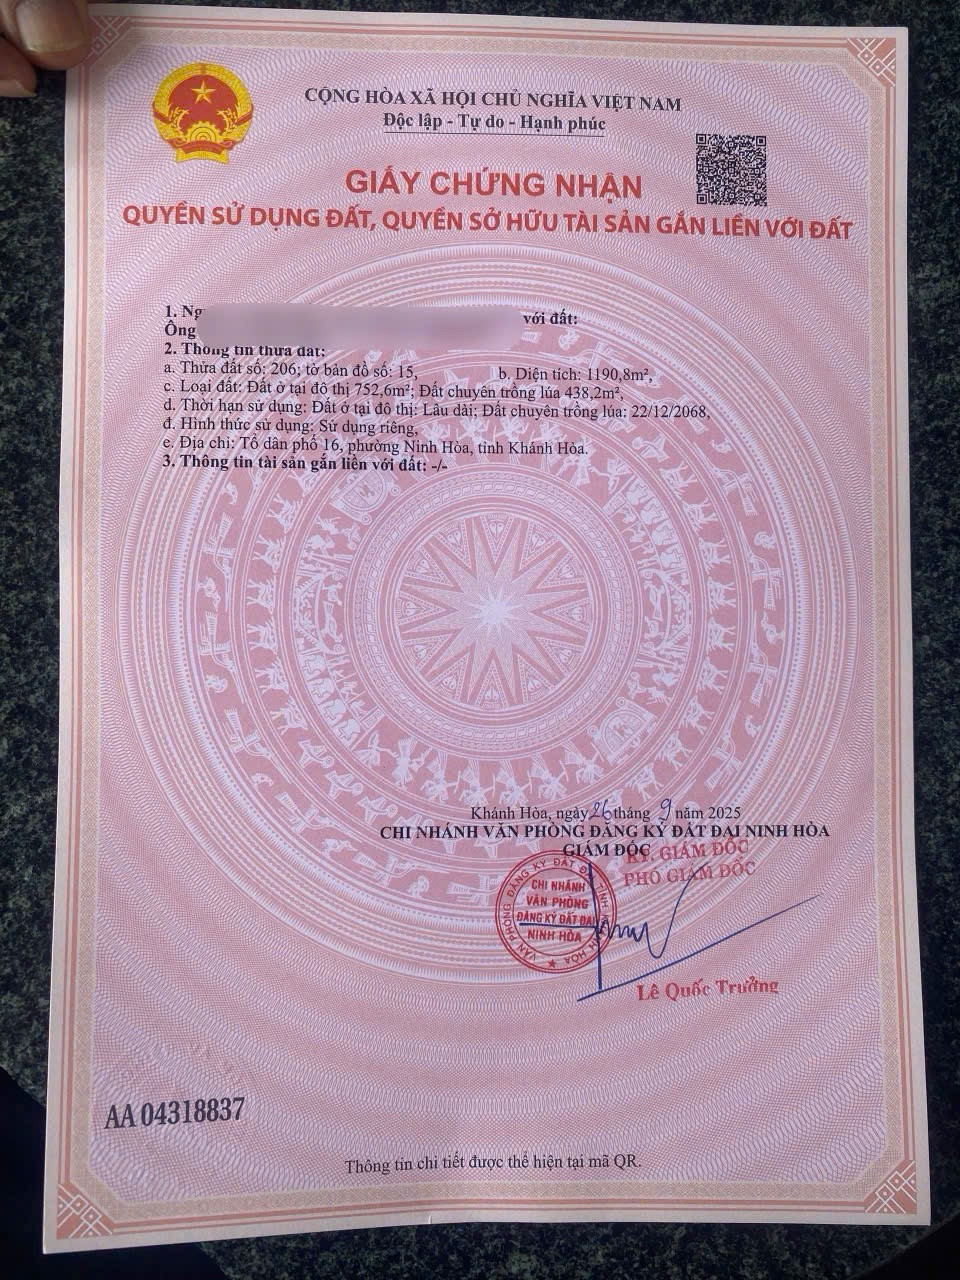 CỘNG HÒA XÃ HỘI CHỦ NGHĨA VIỆT NAM
Độc lập - Tự do - Hạnh phúc
GIẤY CHỨNG NHẬN
QUYỀN SỬ DỤNG ĐẤT, QUYỀN SỞ HỮU TÀI SẢN GẮN LIỀN VỚI ĐẤT
1. với đất:
Ông
2. Thông tin thửa đất:
a. Thửa đất số: 206; tờ bản đồ số: 15, b. Diện tích: 1190,8m²,
c. Loại đất: Đất ở tại đô thị 752,6m²; Đất chuyên trồng lúa 438,2m²,
d. Thời hạn sử dụng: Đất ở tại đô thị: Lâu dài; Đất chuyên trồng lúa: 22/12/2068,
đ. Hình thức sử dụng: Sử dụng riêng,
e. Địa chỉ: Tổ dân phố 16, phường Ninh Hòa, tỉnh Khánh Hòa.
3. Thông tin tài sản gắn liền với đất: -/-
Khánh Hòa, ngày 26 tháng 9 năm 2025
CHI NHÁNH VĂN PHÒNG ĐĂNG KÝ ĐẤT ĐAI NINH HÒA
GIÁM ĐỐC
KT. GIÁM ĐỐC
PHÓ GIÁM ĐỐC
CHI NHÁNH
VĂN PHÒNG
ĐĂNG KÝ ĐẤT ĐAI
NINH HÒA
Lê Quốc Trưởng
AA 04318837
Thông tin chi tiết được thể hiện tại mã QR.